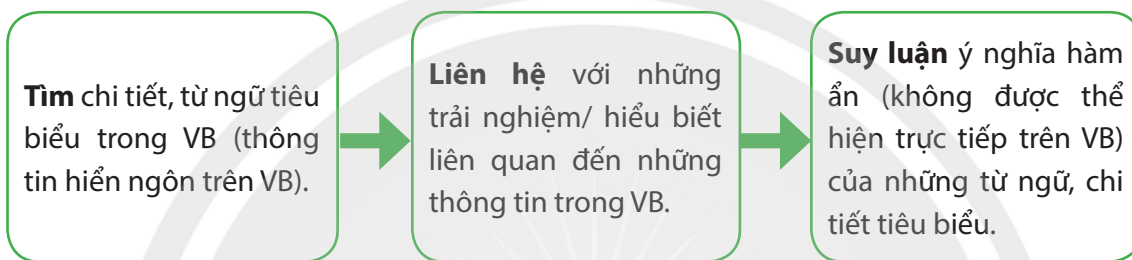 Tìm chi tiết, từ ngữ tiêu
biểu trong VB (thông
tin hiển ngôn trên VB).
Liên hệ với những
trải nghiệm/ hiểu biết
liên quan đến những
thông tin trong VB.
Suy luận ý nghĩa hàm
ẩn (không được thể
hiện trực tiếp trên VB)
của những từ ngữ, chi
tiết tiêu biểu.